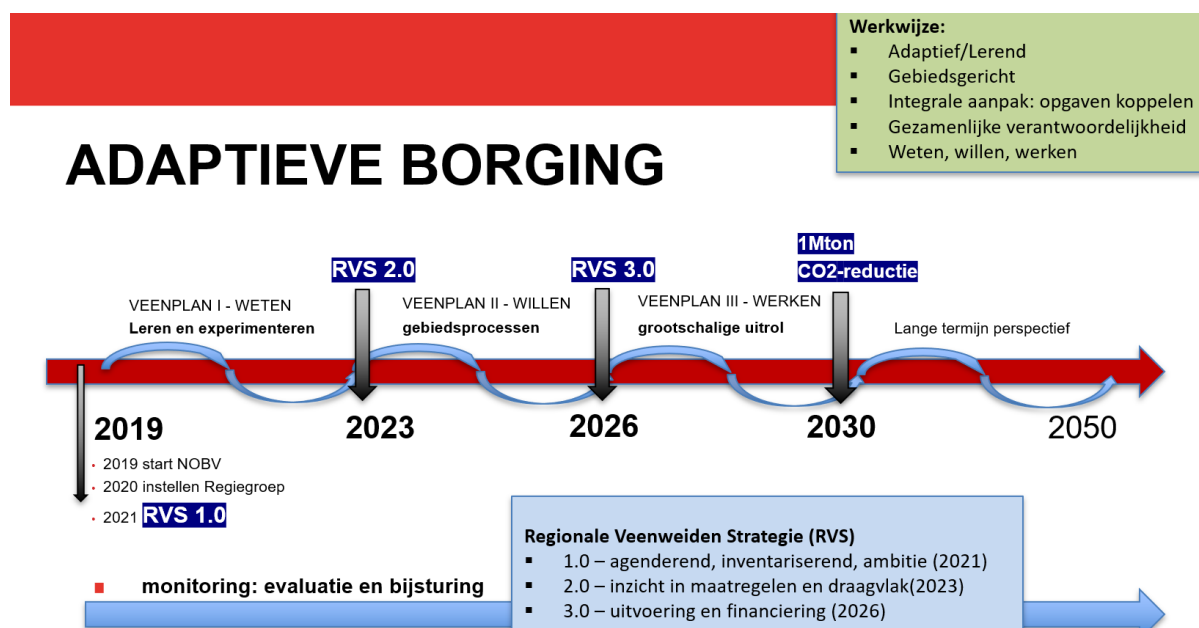 Werkwijze:
▪ Adaptief/Lerend
▪ Gebiedsgericht
▪ Integrale aanpak: opgaven koppelen
▪ Gezamenlijke verantwoordelijkheid
▪ Weten, willen, werken
ADAPTIEVE BORGING
1Mton
CO2-reductie
RVS 2.0
RVS 3.0
VEENPLAN I - WETEN
Leren en experimenteren
VEENPLAN II - WILLEN
gebiedsprocessen
VEENPLAN III - WERKEN
grootschalige uitrol
Lange termijn perspectief
2019
2023
2026
2030
2050
• 2019 start NOBV
• 2020 instellen Regiegroep
• 2021 RVS 1.0
Regionale Veenweiden Strategie (RVS)
▪ 1.0 – agenderend, inventariserend, ambitie (2021)
▪ 2.0 – inzicht in maatregelen en draagvlak(2023)
▪ 3.0 – uitvoering en financiering (2026)
▪ monitoring: evaluatie en bijsturing